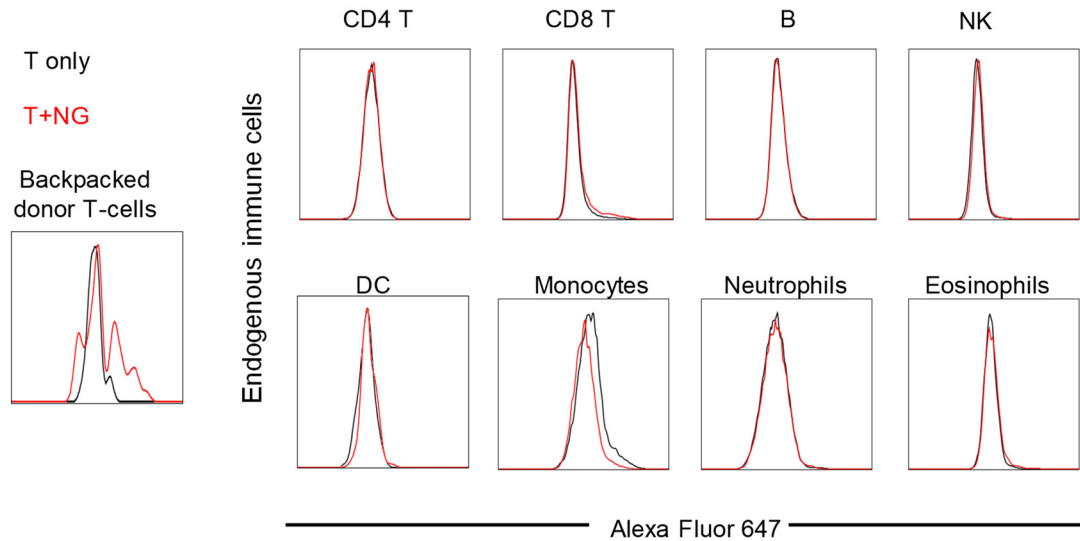 T only
T+NG
Backpacked
donor T-cells
Endogenous immune cells
CD4 T
CD8 T
B
NK
DC
Monocytes
Neutrophils
Eosinophils
Alexa Fluor 647